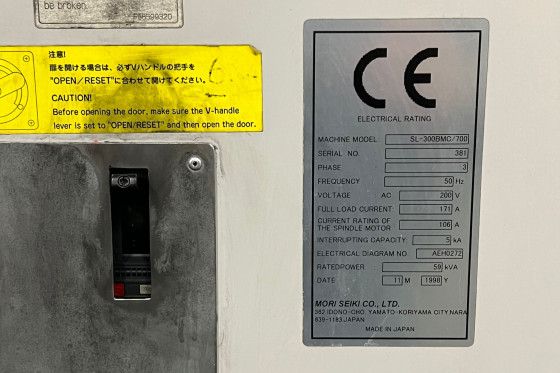 be broken.
注意!
扉を開ける場合は、必ずVハンドルの把手を
"OPEN/RESET"に合わせて開けてください。
CAUTION!
Before opening the door, make sure the V-handle
lever is set to "OPEN/RESET" and then open the door.
CE
ELECTRICAL RATING
MACHINE MODEL SL-300BMC/700
SERIAL NO. 381
PHASE 3
FREQUENCY 50 Hz
VOLTAGE AC 200 V
FULL LOAD CURRENT 171 A
CURRENT RATING OF
THE SPINDLE MOTOR 106 A
INTERRUPTING CAPACITY 5 kA
ELECTRICAL DIAGRAM NO. AEH0272
RATEDPOWER 59 kVA
DATE 11 M 1998 Y
MORI SEIKI CO., LTD.
362 IDONO-CHO, YAMATO-KORIYAMA CITY NARA
639-1183 JAPAN
MADE IN JAPAN